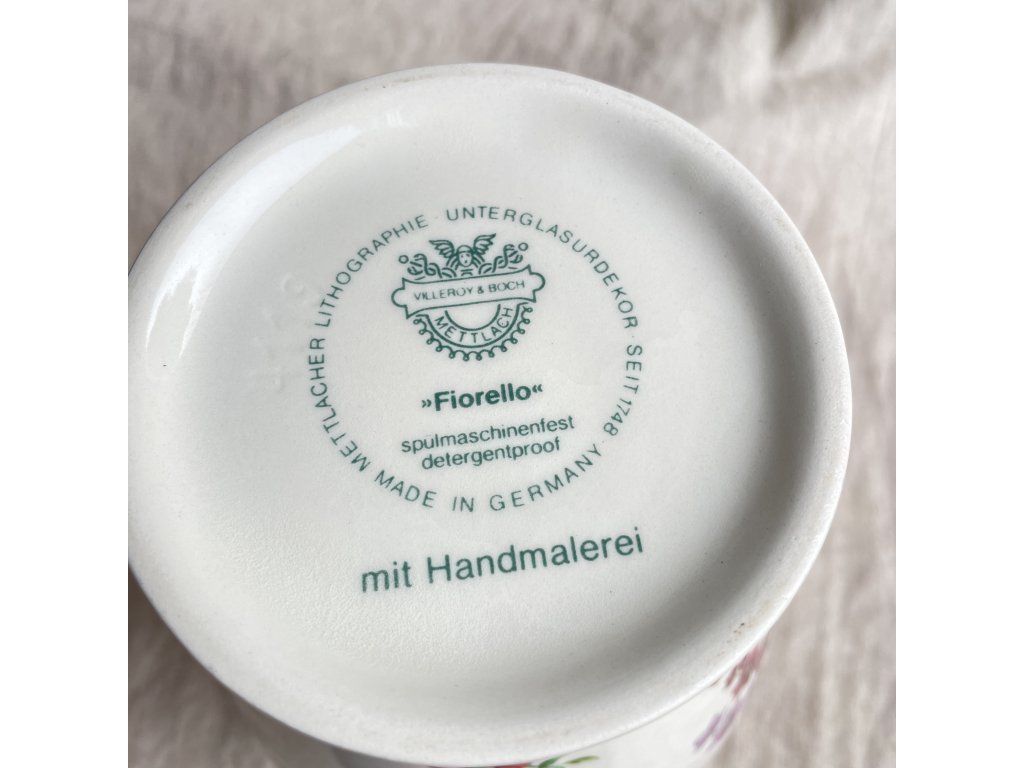 METTLACHER LITHOGRAPHIE · UNTERGLASURDEKOR · SEIT 1748 · MADE IN GERMANY
VILLEROY & BOCH
METTLACH
»Fiorello«
spulmaschinenfest
detergentproof
mit Handmalerei